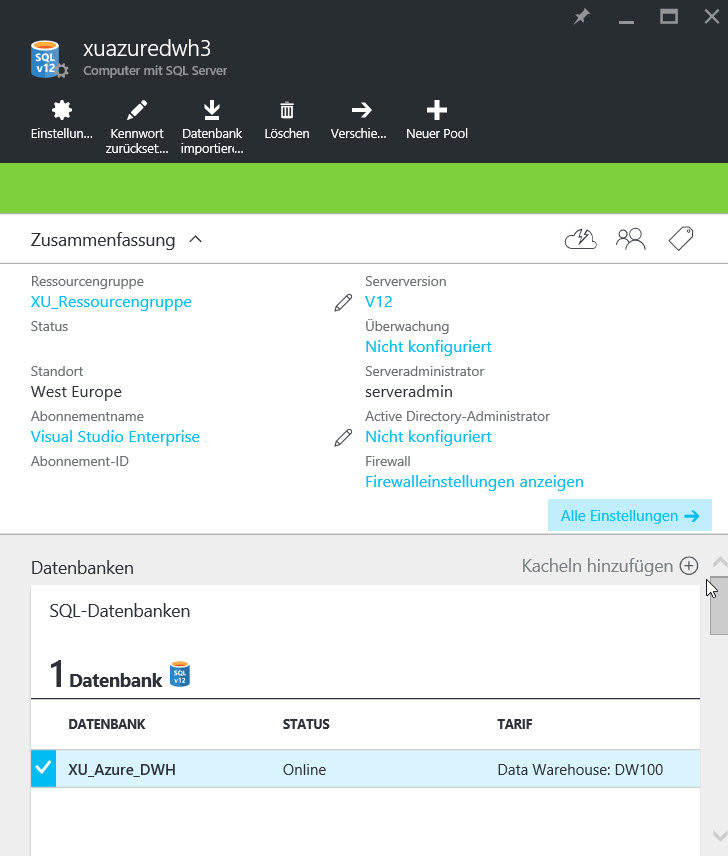 xuazuredwh3
SQL
v12
Computer mit SQL Server
Einstellun...
Kennwort
zurückset...
Datenbank
importiere...
Löschen
Verschie...
Neuer Pool
Zusammenfassung
Ressourcengruppe
XU_Ressourcengruppe
Serverversion
V12
Status
Überwachung
Nicht konfiguriert
Standort
West Europe
Serveradministrator
serveradmin
Abonnementname
Visual Studio Enterprise
Active Directory-Administrator
Nicht konfiguriert
Abonnement-ID
Firewall
Firewalleinstellungen anzeigen
Alle Einstellungen
Datenbanken
Kacheln hinzufügen
SQL-Datenbanken
1 Datenbank
SQL
v12
DATENBANK STATUS TARIF
XU_Azure_DWH Online Data Warehouse: DW100